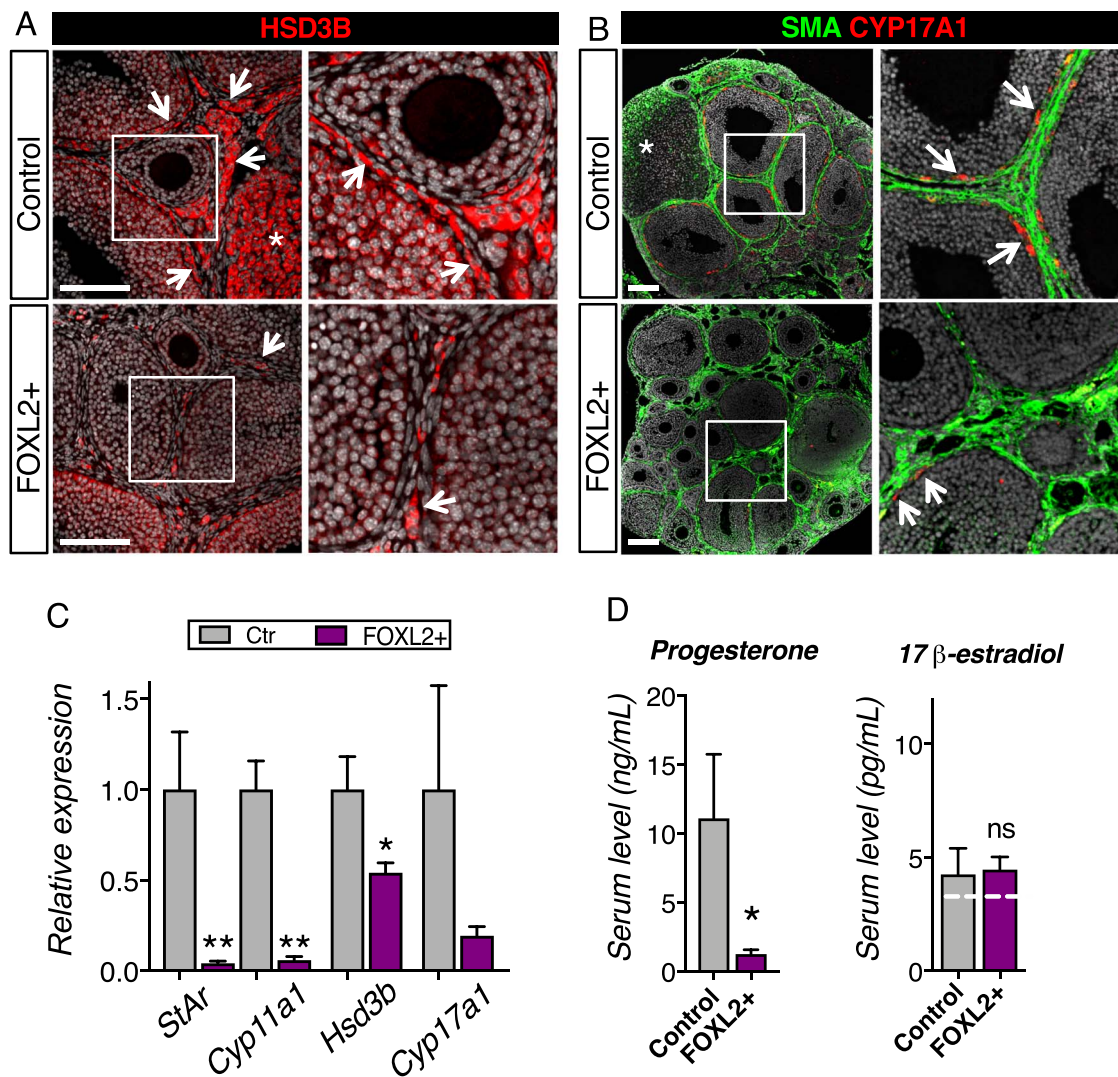 A
HSD3B
B
SMA CYP17A1
Control
*
Control
*
FOXL2+
FOXL2+
C
Ctr
FOXL2+
Relative expression
1.5
1.0
0.5
0.0
**
**
*
StAr
Cyp11a1
Hsd3b
Cyp17a1
D
Progesterone
Serum level (ng/mL)
20
15
10
5
0
*
Control
FOXL2+
17 β-estradiol
Serum level (pg/mL)
10
5
0
ns
Control
FOXL2+